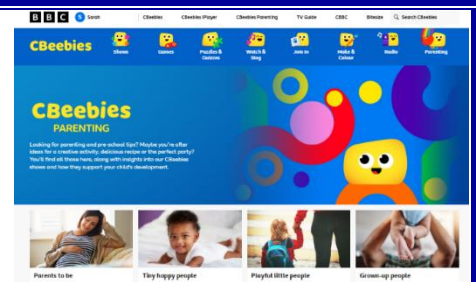 BBC S Sarah CBeebies CBeebies iPlayer CBeebies Parenting TV Guide CBBC Bitesize Search CBeebies
CBeebies Shows Games Puzzles & Quizzes Watch & Sing Join in Make & Colour Radio Parenting
CBeebies
PARENTING
Looking for parenting and pre-school tips? Maybe you're after
ideas for a creative activity, delicious recipe or the perfect party?
You'll find all those here, along with insights into our CBeebies
shows and how they support your child's development.
Parents to be Tiny happy people Playful little people Grown-up people